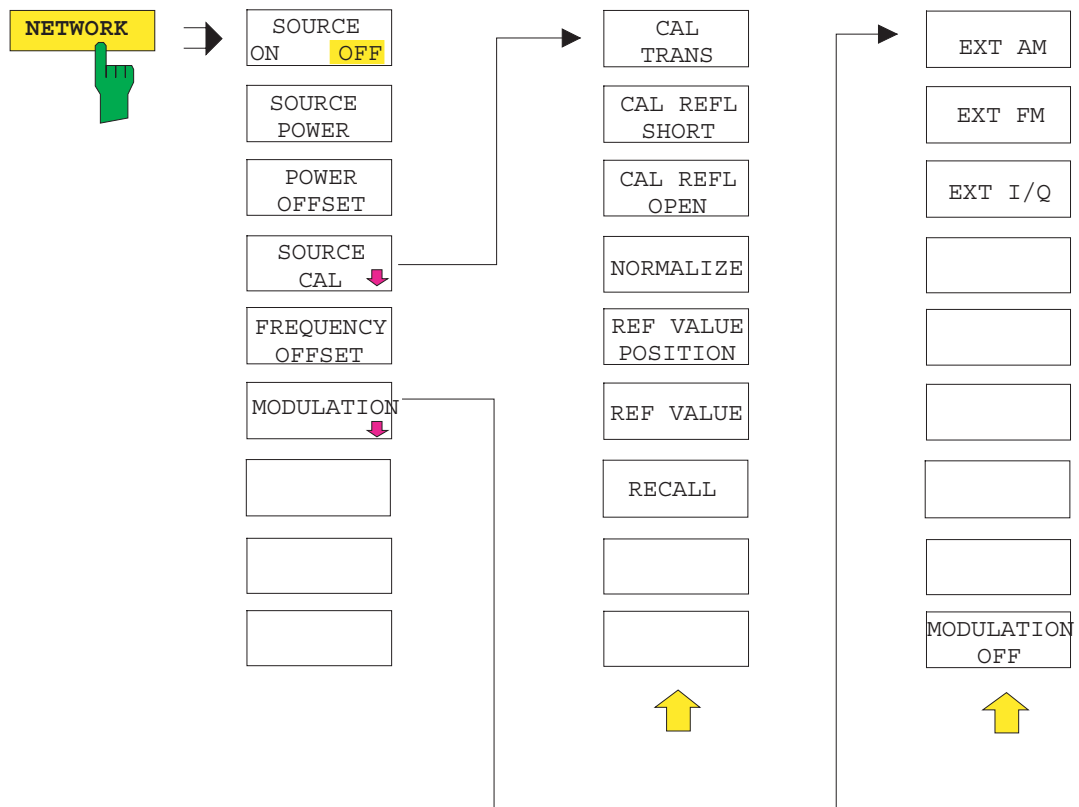 NETWORK
SOURCE
ON OFF
SOURCE
POWER
POWER
OFFSET
SOURCE
CAL
FREQUENCY
OFFSET
MODULATION
CAL
TRANS
CAL REFL
SHORT
CAL REFL
OPEN
NORMALIZE
REF VALUE
POSITION
REF VALUE
RECALL
EXT AM
EXT FM
EXT I/Q
MODULATION
OFF